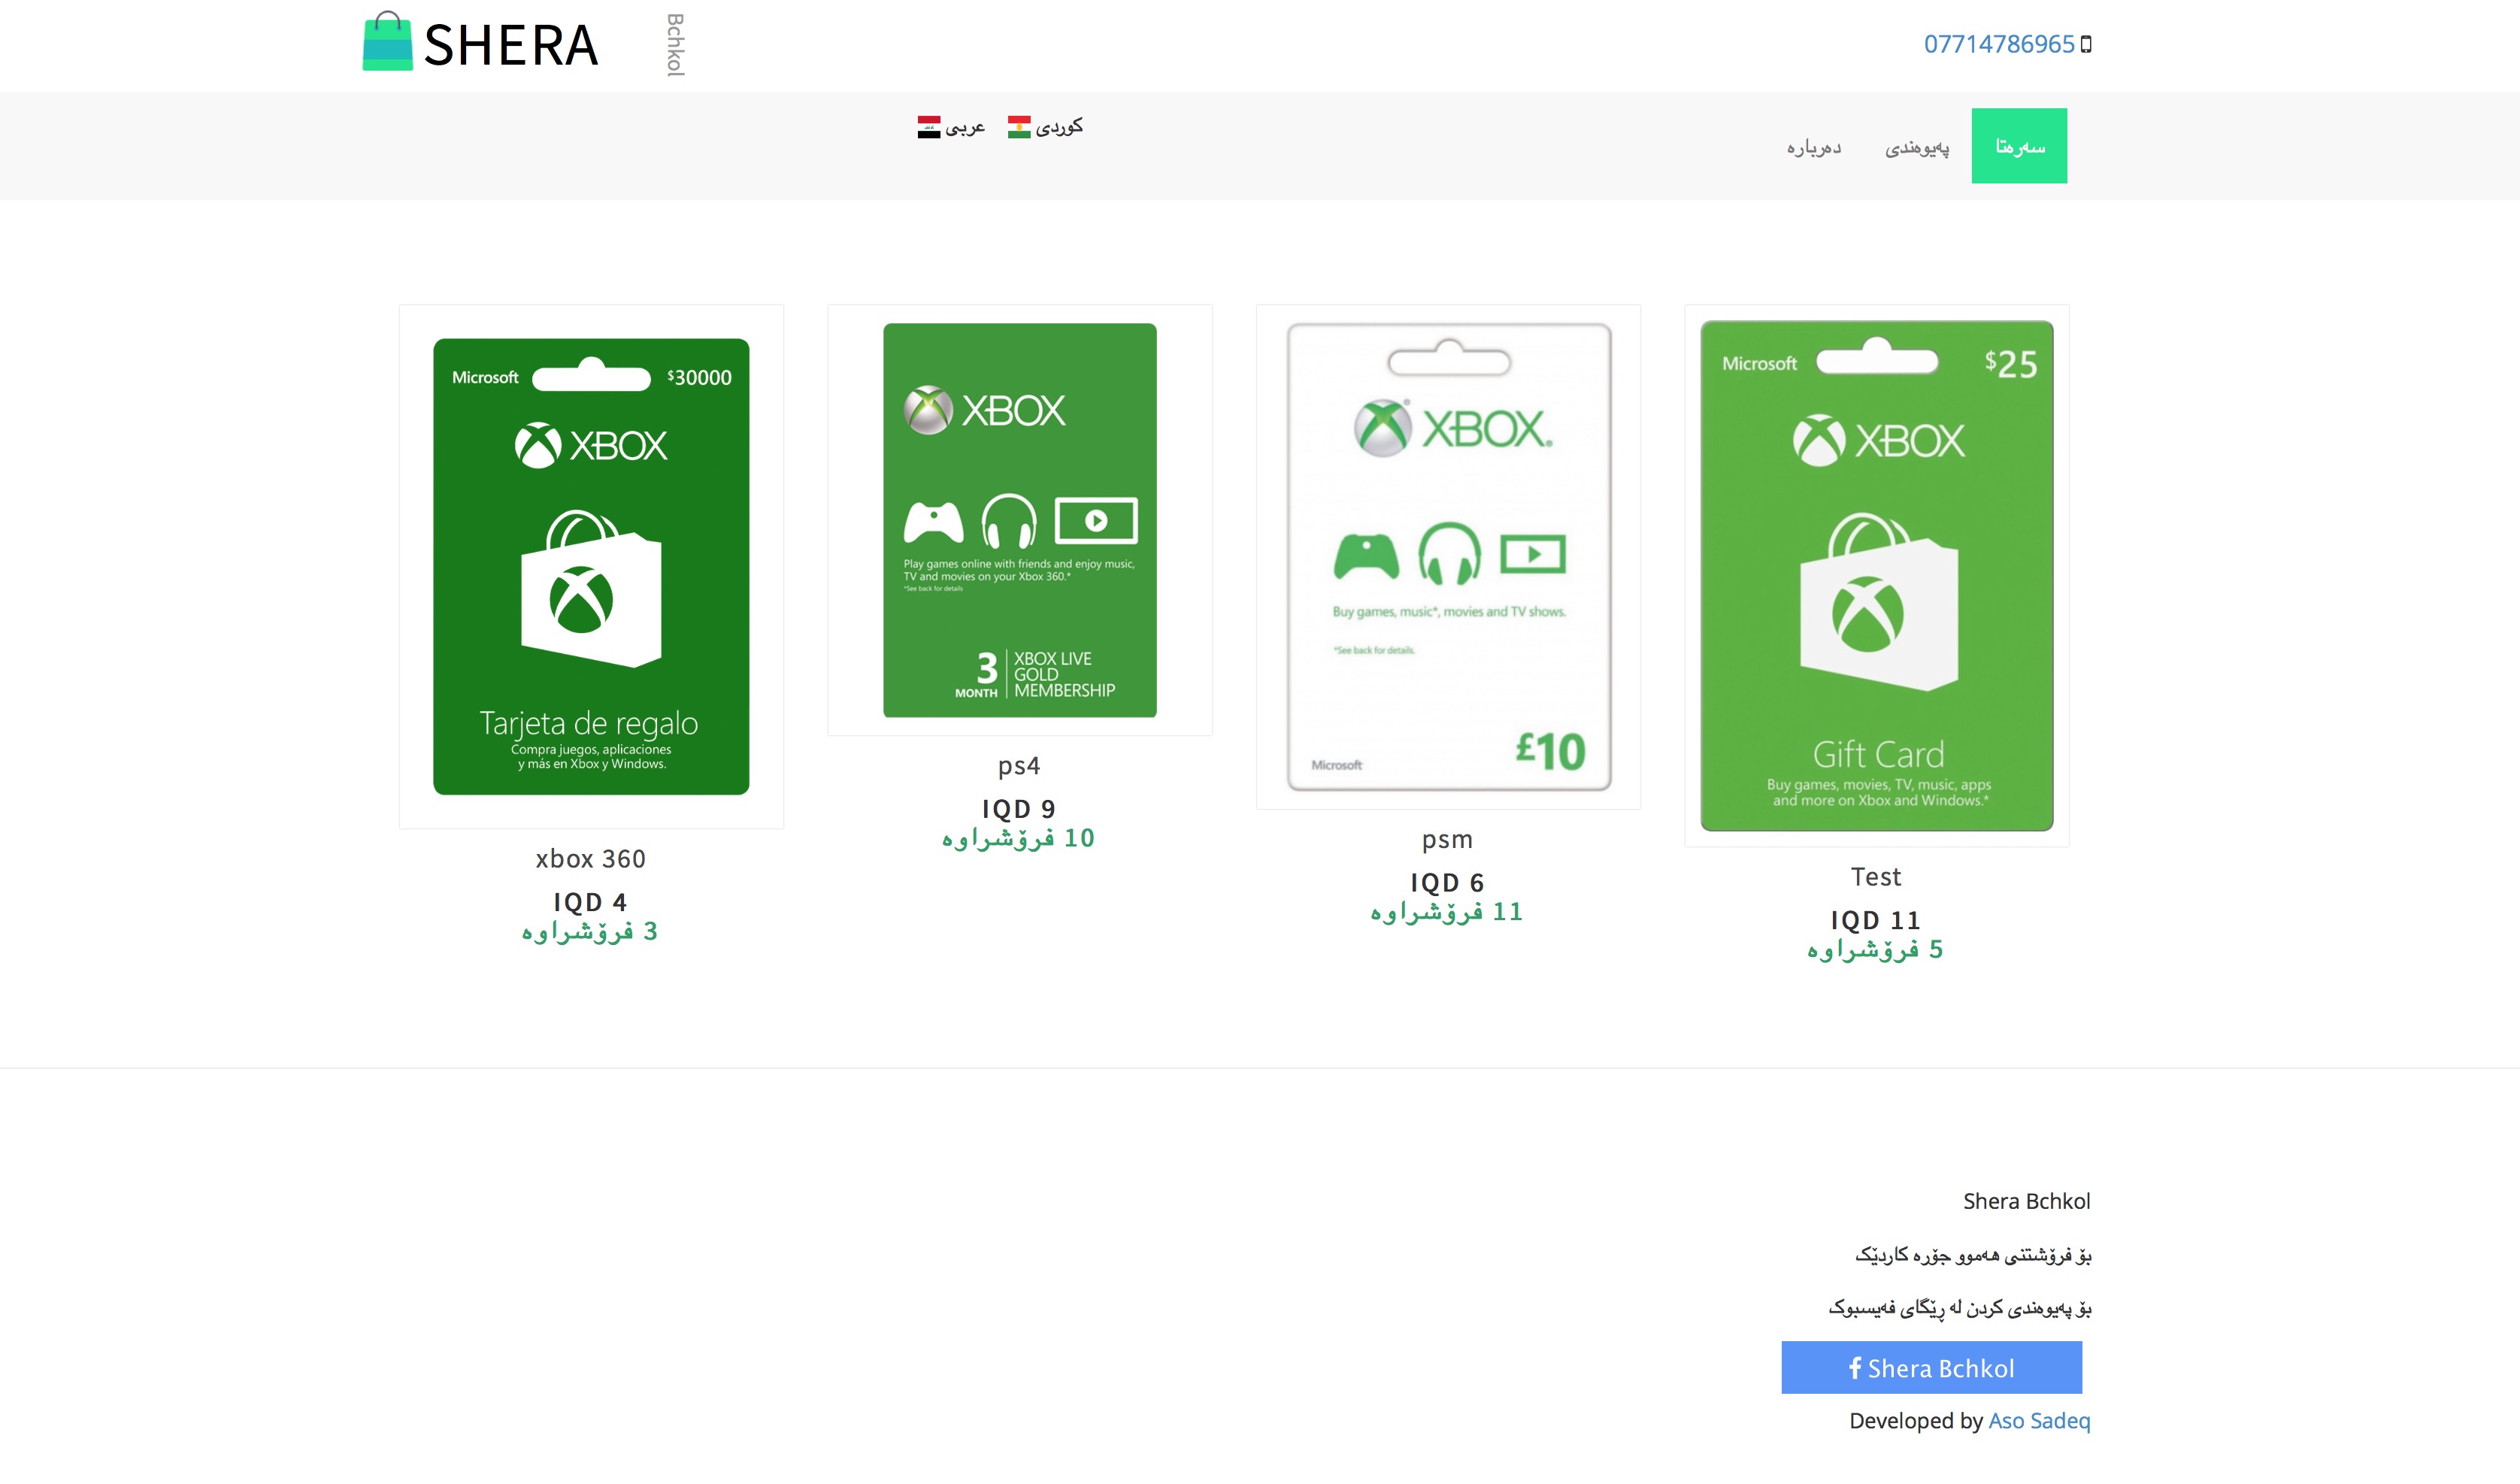 SHERA
Bchkol
07714786965
كوردی
عربی
سەرەتا
پەیوەندی
دەربارە
Microsoft
$30000
XBOX
Tarjeta de regalo
Compra juegos, aplicaciones
y más en Xbox y Windows.
xbox 360
IQD 4
3 فرۆشراوە
XBOX
Play games online with friends and enjoy music,
TV and movies on your Xbox 360.*
*See back for details
3 MONTH
XBOX LIVE
GOLD
MEMBERSHIP
ps4
IQD 9
10 فرۆشراوە
XBOX.
Buy games, music*, movies and TV shows.
*See back for details.
£10
Microsoft
psm
IQD 6
11 فرۆشراوە
Microsoft
$25
XBOX
Gift Card
Buy games, movies, TV, music, apps
and more on Xbox and Windows.*
Test
IQD 11
5 فرۆشراوە
Shera Bchkol
بۆ فرۆشتنی هەموو جۆرە کاردێک
بۆ پەیوەندی کردن لە ڕێگای فەیسبوک
Shera Bchkol
Developed by Aso Sadeq